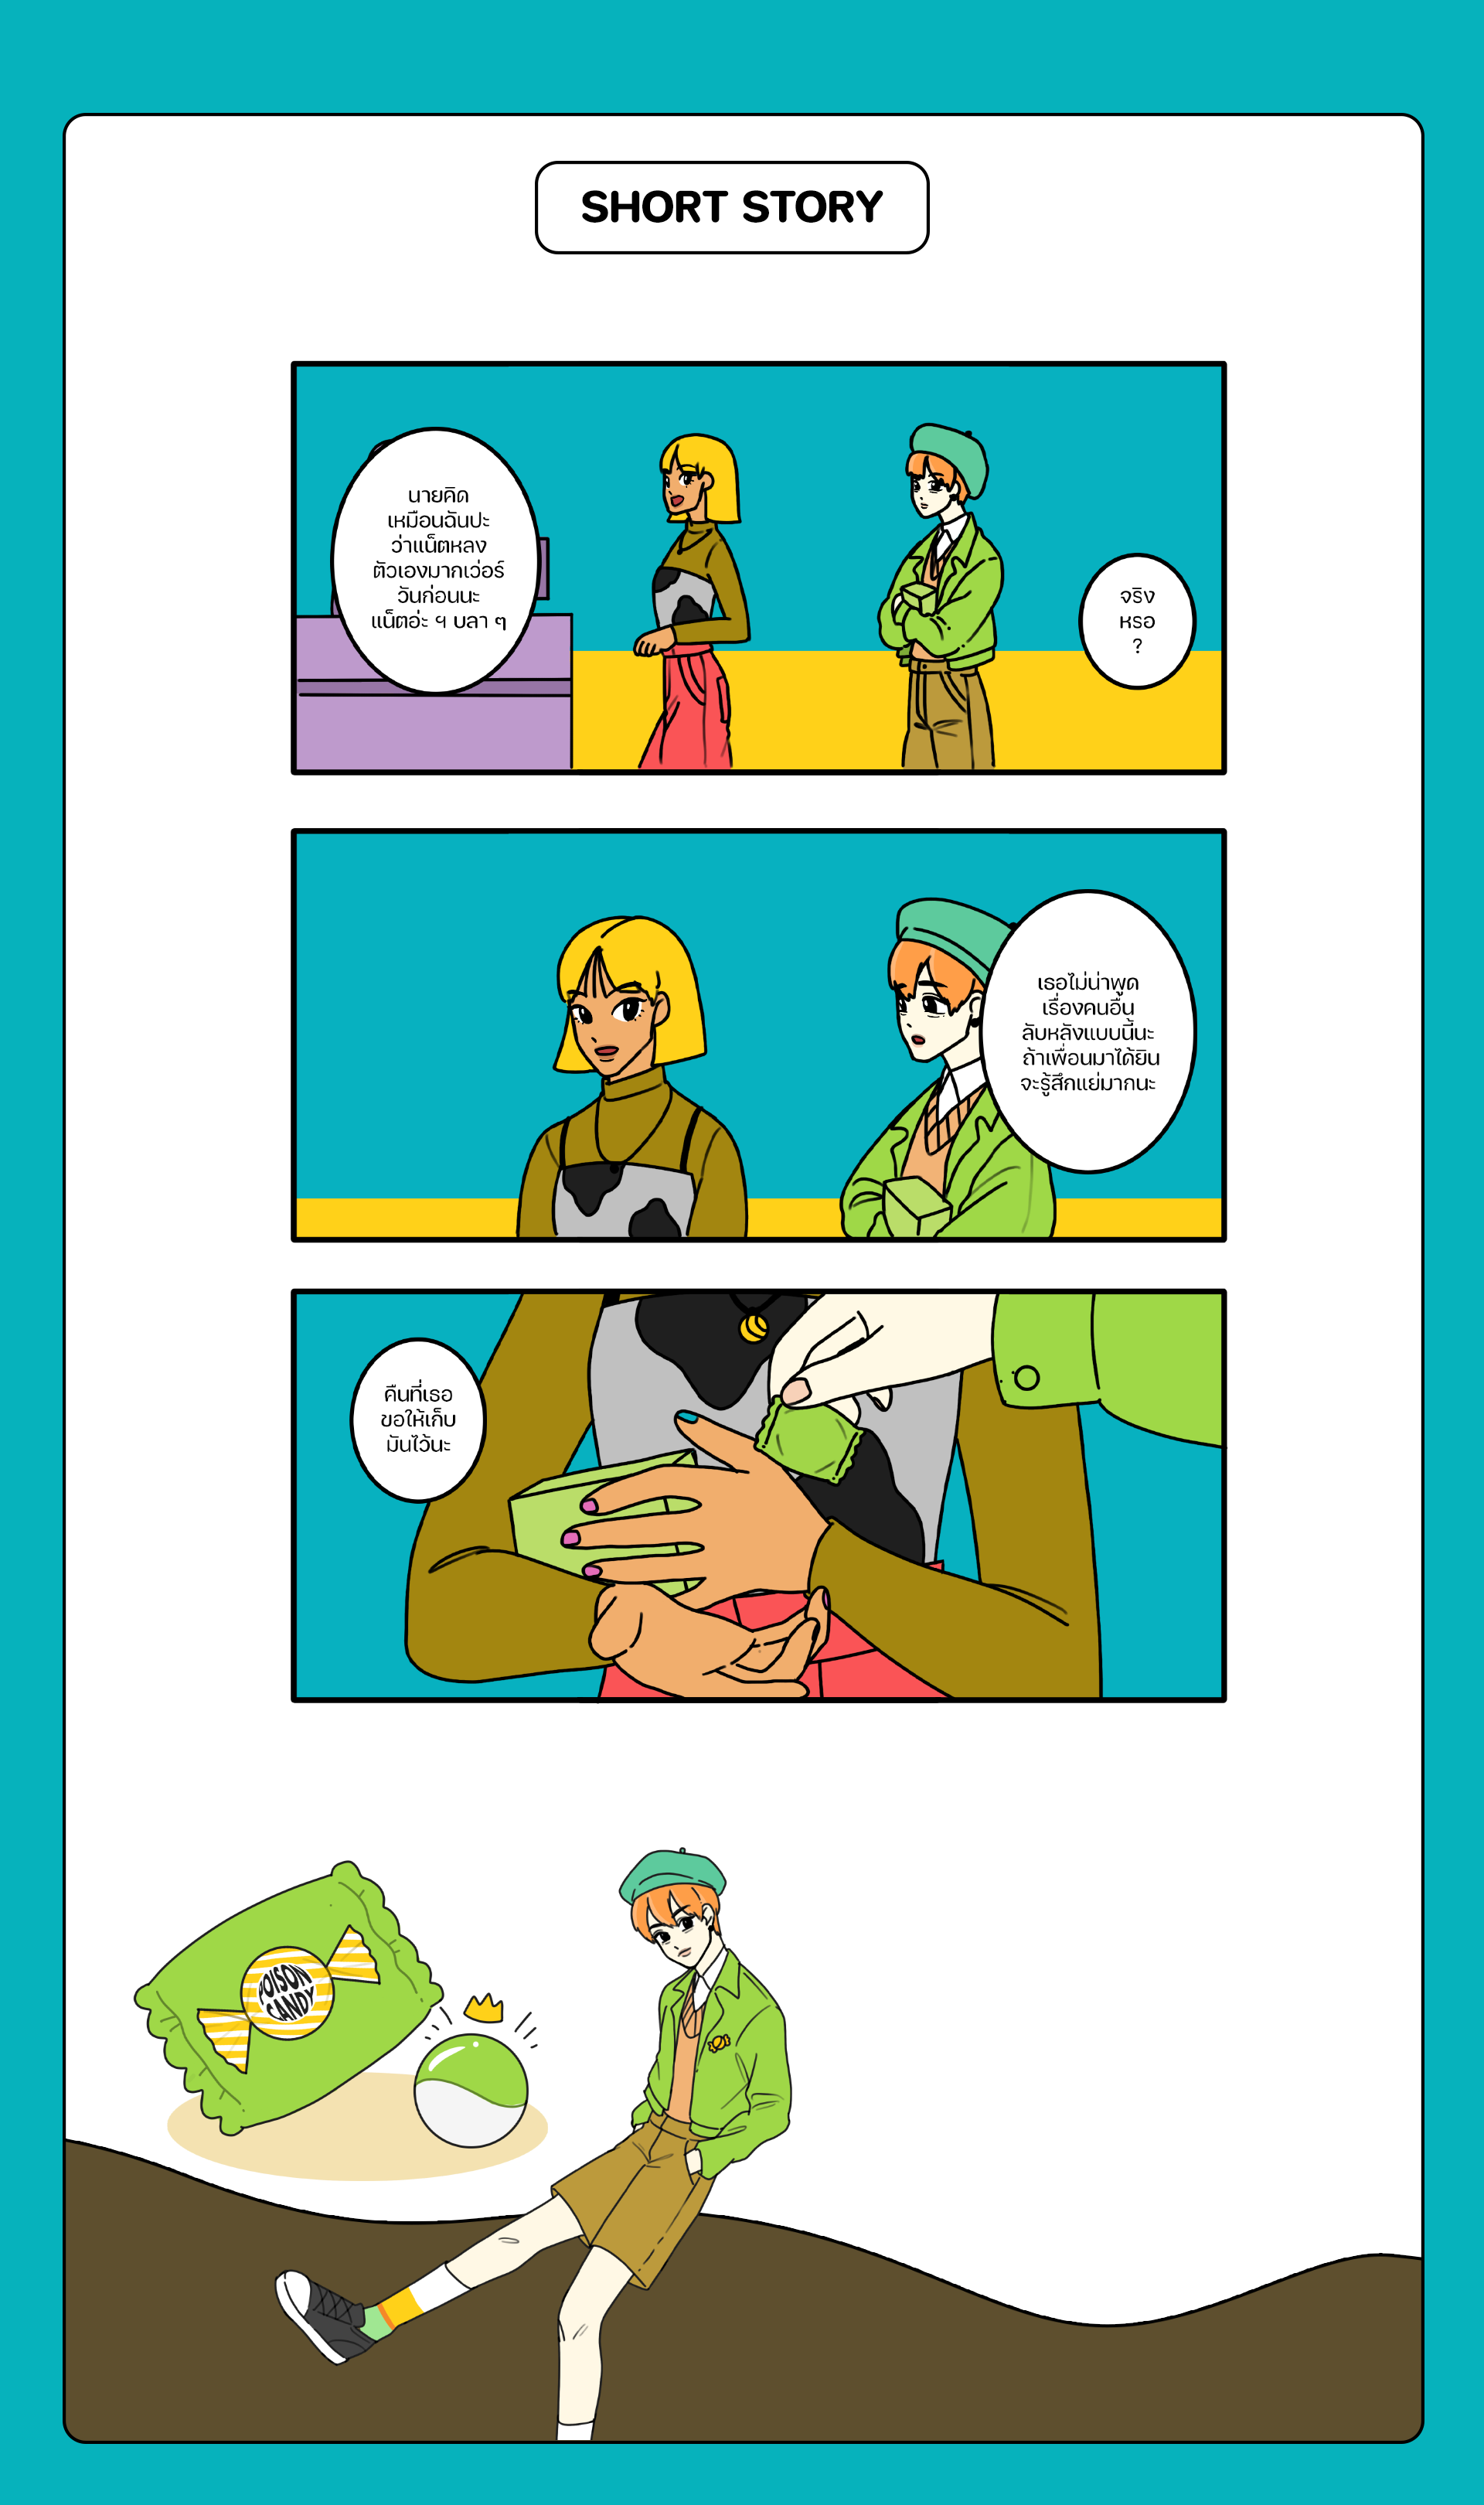 SHORT STORY
นายคิด
เหมือนฉันปะ
ว่าแน็ตหลง
ตัวเองมากเว่อร์
วันก่อนนะ
แน็ตอ่ะ ฯ บลา ๆ
จริง
หรอ
?
เธอไม่น่าพูด
เรื่องคนอื่น
ลับหลังแบบนี้นะ
ถ้าเพื่อนมาได้ยิน
จะรู้สึกแย่มากนะ
คืนที่เธอ
ขอให้เก็บ
มันไว้นะ
POISON
CANDY